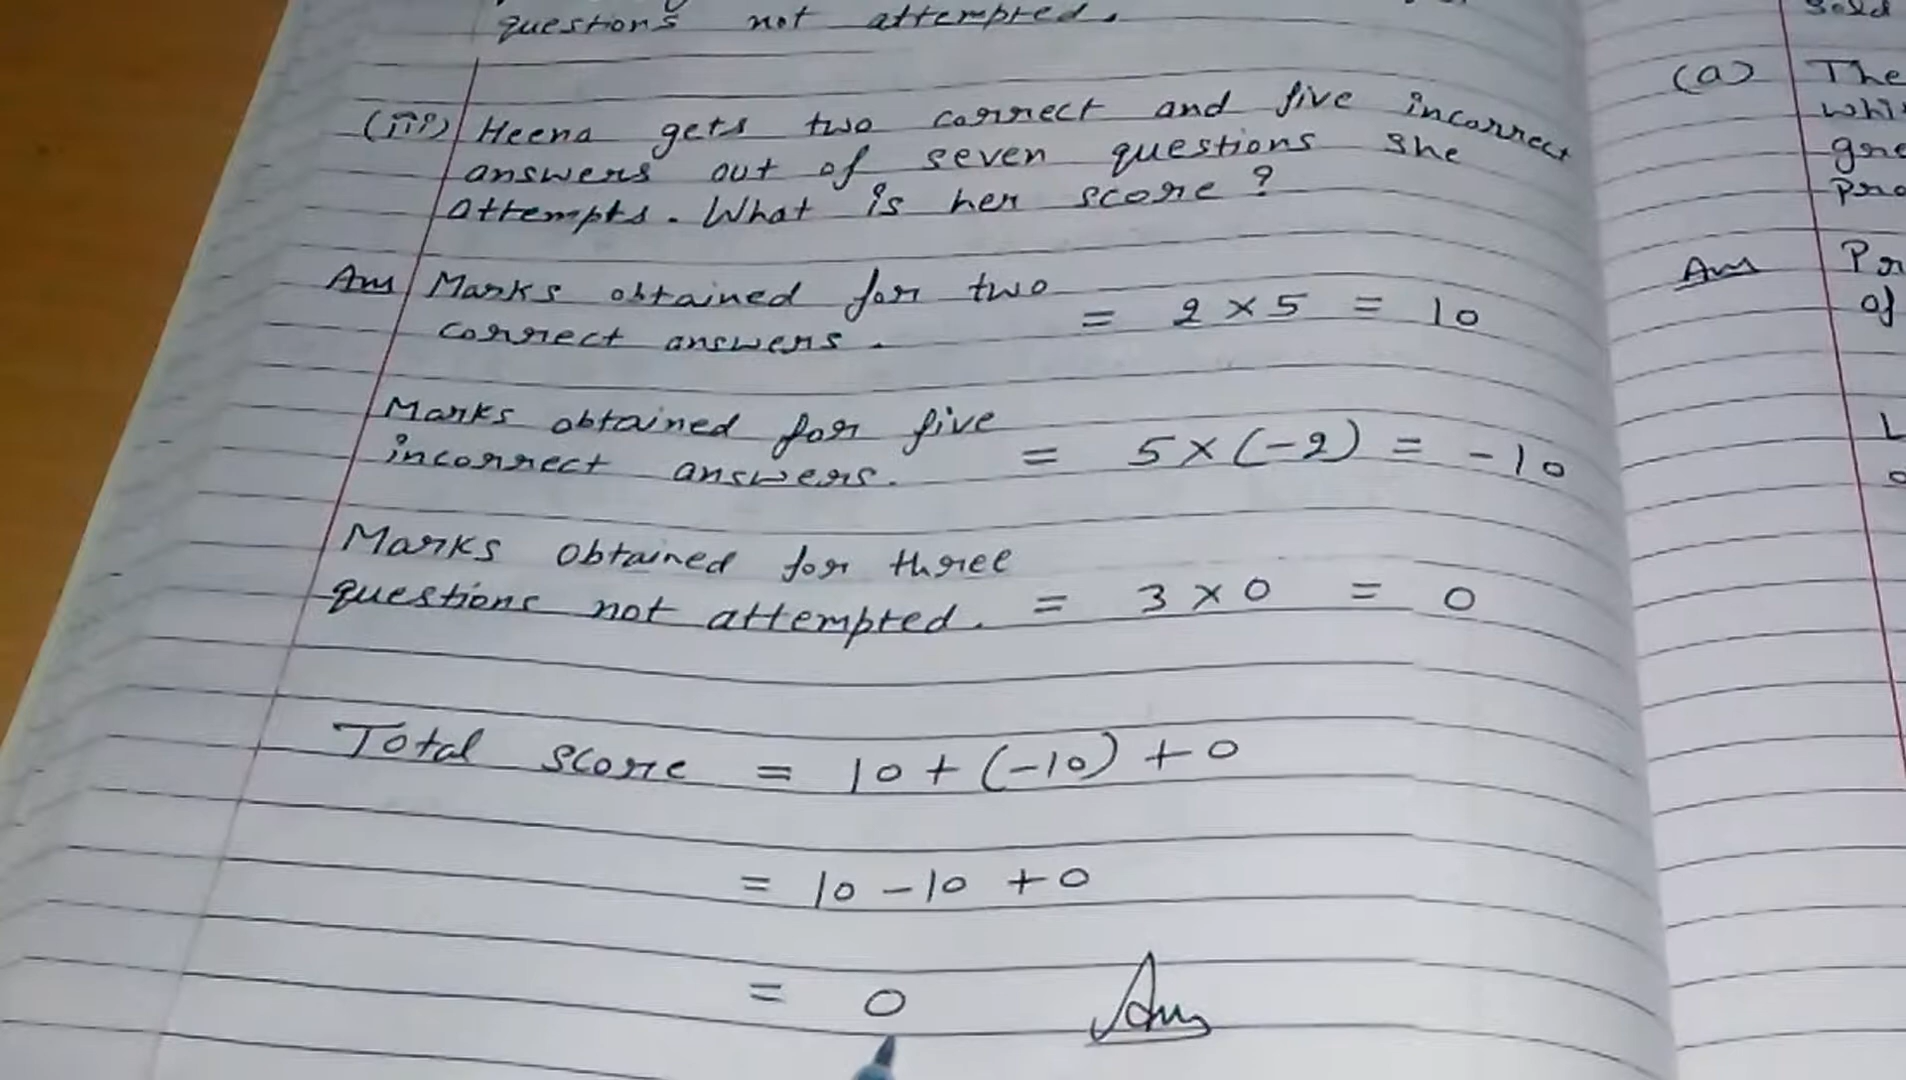 questions not attempted.
(iii) Heena gets two correct and five incorrect
answers out of seven questions she
attempts. What is her score?
Ans Marks obtained for two
correct answers. = 2 × 5 = 10
Marks obtained for five
incorrect answers. = 5 × (-2) = -10
Marks obtained for three
questions not attempted. = 3 × 0 = 0
Total score = 10 + (-10) + 0
= 10 - 10 + 0
= 0 Ans
sold
(a) The
Ans
of